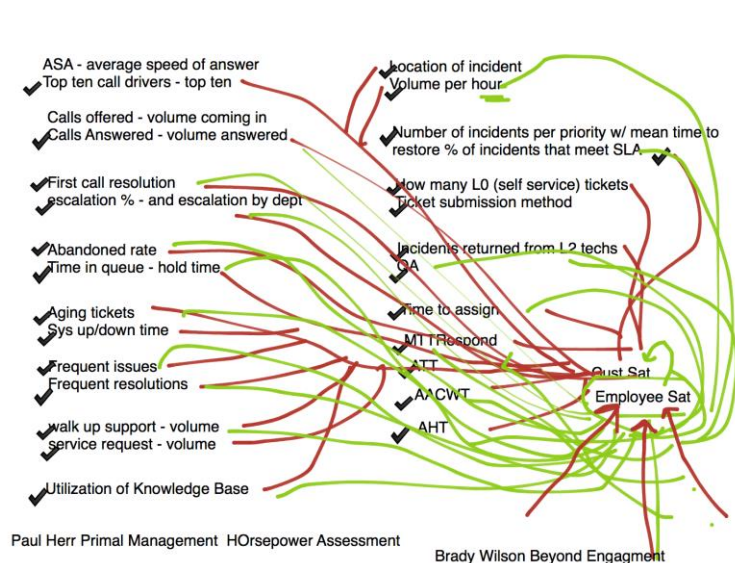 ASA - average speed of answer
Top ten call drivers - top ten
Calls offered - volume coming in
Calls Answered - volume answered
First call resolution
escalation % - and escalation by dept
Abandoned rate
Time in queue - hold time
Aging tickets
Sys up/down time
Frequent issues
Frequent resolutions
walk up support - volume
service request - volume
Utilization of Knowledge Base
Location of incident
Volume per hour
Number of incidents per priority w/ mean time to
restore % of incidents that meet SLA
How many L0 (self service) tickets
Ticket submission method
Incidents returned from L2 techs
QA
Time to assign
MTTRespond
ATT
AACWT
AHT
Cust Sat
Employee Sat
Paul Herr Primal Management HOrsepower Assessment
Brady Wilson Beyond Engagment